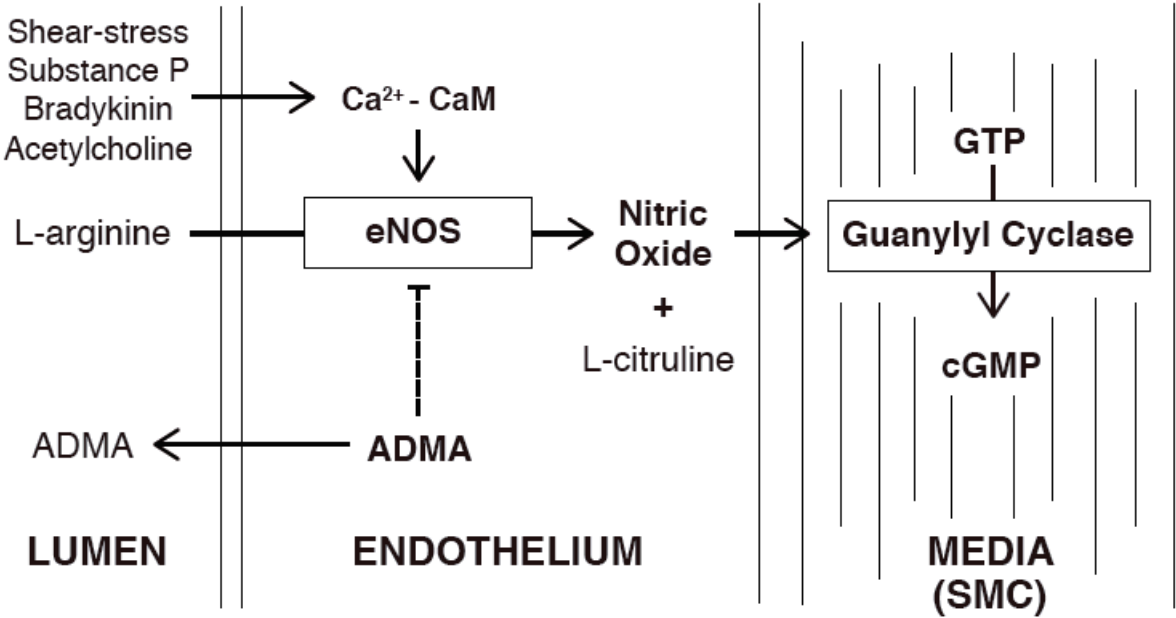 Shear-stress
Substance P
Bradykinin
Acetylcholine
Ca²⁺ - CaM
GTP
L-arginine
eNOS
Nitric
Oxide
+
L-citruline
Guanylyl Cyclase
cGMP
ADMA
ADMA
LUMEN
ENDOTHELIUM
MEDIA
(SMC)